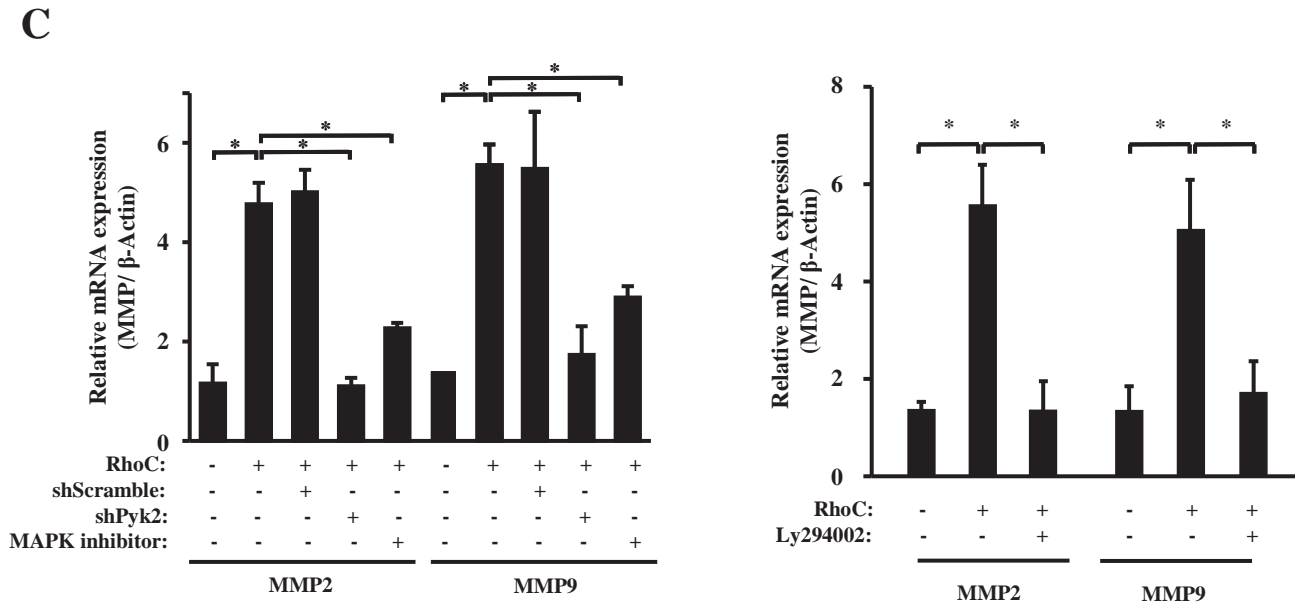 C
Relative mRNA expression
(MMP/ β-Actin)
6
4
2
0
* * * * * *
RhoC: - + + + + - + + + +
shScramble: - - + - - - - + - -
shPyk2: - - - + - - - - + -
MAPK inhibitor: - - - - + - - - - +
MMP2 MMP9
Relative mRNA expression
(MMP/ β-Actin)
8
6
4
2
0
* * * *
RhoC: - + + - + +
Ly294002: - - + - - +
MMP2 MMP9